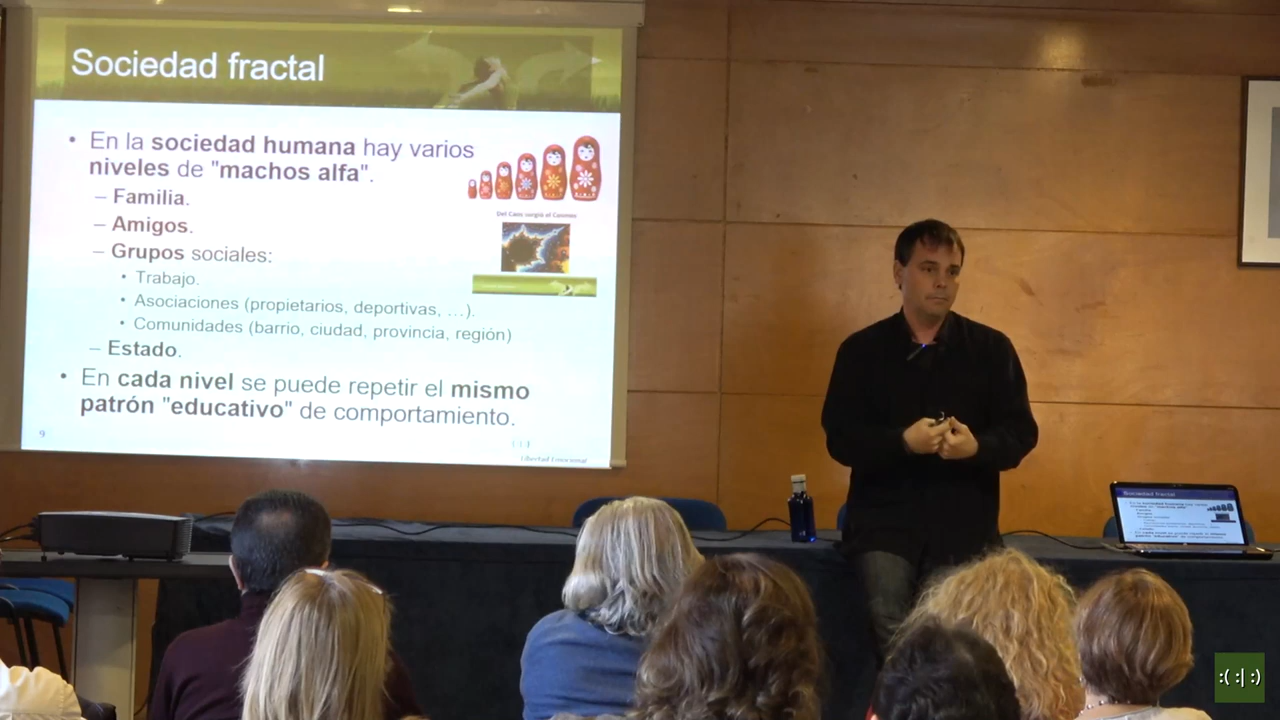 Sociedad fractal
• En la sociedad humana hay varios
niveles de "machos alfa".
– Familia.
– Amigos.
– Grupos sociales:
• Trabajo.
• Asociaciones (propietarios, deportivas, …).
• Comunidades (barrio, ciudad, provincia, región)
– Estado.
• En cada nivel se puede repetir el mismo
patrón "educativo" de comportamiento.
Del Caos surgió el Cosmos
9
Libertad Emocional
Sociedad fractal
:( :| :)